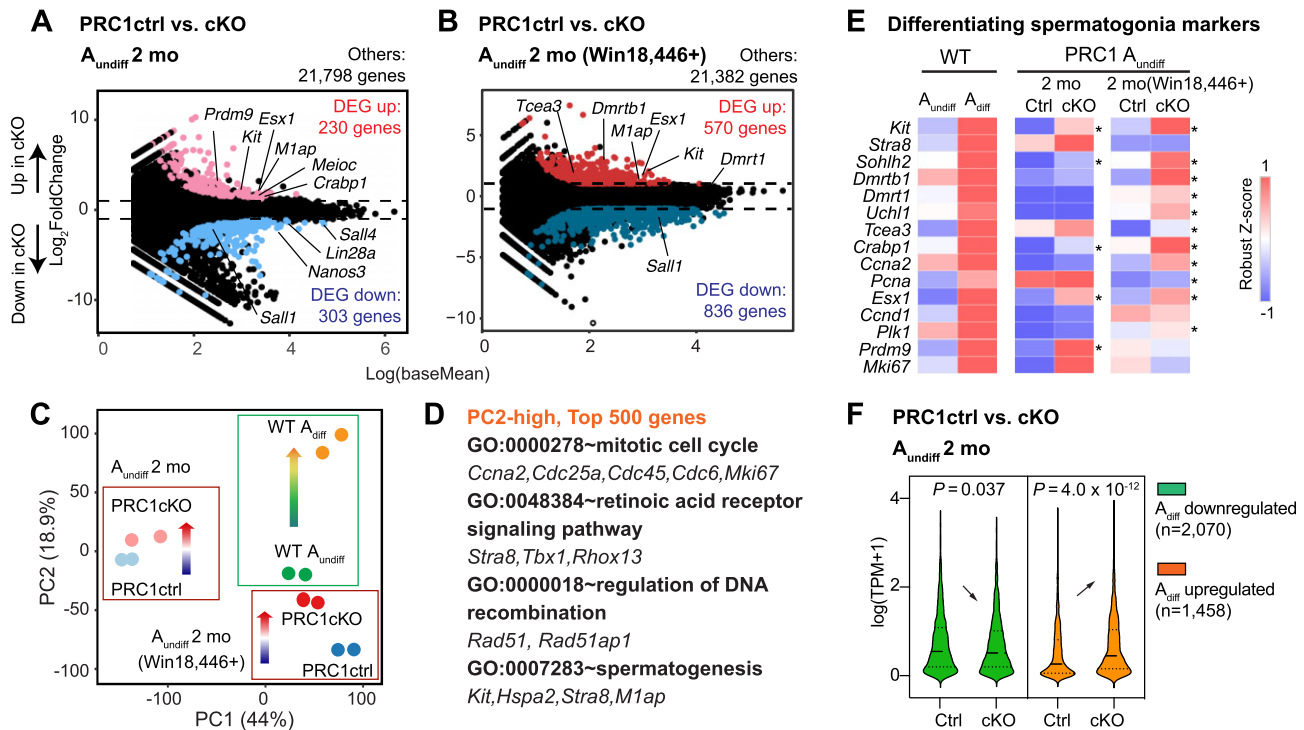 A PRC1ctrl vs. cKO
Aundiff 2 mo
Others:
21,798 genes
Up in cKO
Down in cKO
Log2FoldChange
10
0
-10
DEG up:
230 genes
Prdm9
Esx1
Kit
M1ap
Meioc
Crabp1
Sall4
Lin28a
Nanos3
Sall1
DEG down:
303 genes
0 2 4 6
Log(baseMean)
B PRC1ctrl vs. cKO
Aundiff 2 mo (Win18,446+)
Others:
21,382 genes
5
0
−5
−10
DEG up:
570 genes
Tcea3
Dmrtb1
M1ap
Esx1
Kit
Dmrt1
Sall1
DEG down:
836 genes
0 2 4
C
PC2 (18.9%)
100
50
0
-50
-100
WT Adiff
Aundiff 2 mo
PRC1cKO
PRC1ctrl
WT Aundiff
PRC1cKO
Aundiff 2 mo
(Win18,446+)
PRC1ctrl
-100 0 100
PC1 (44%)
D PC2-high, Top 500 genes
GO:0000278~mitotic cell cycle
Ccna2,Cdc25a,Cdc45,Cdc6,Mki67
GO:0048384~retinoic acid receptor
signaling pathway
Stra8,Tbx1,Rhox13
GO:0000018~regulation of DNA
recombination
Rad51, Rad51ap1
GO:0007283~spermatogenesis
Kit,Hspa2,Stra8,M1ap
E Differentiating spermatogonia markers
WT PRC1 Aundiff
2 mo 2 mo(Win18,446+)
Aundiff Adiff Ctrl cKO Ctrl cKO
Kit * *
Stra8
Sohlh2 * *
Dmrtb1 *
Dmrt1 *
Uchl1 *
Tcea3 *
Crabp1 * *
Ccna2 *
Pcna *
Esx1 * *
Ccnd1
Plk1 *
Prdm9 *
Mki67
1
Robust Z-score
-1
F PRC1ctrl vs. cKO
Aundiff 2 mo
log(TPM+1)
4
2
0
P = 0.037
P = 4.0 x 10-12
Ctrl cKO Ctrl cKO
Adiff downregulated
(n=2,070)
Adiff upregulated
(n=1,458)